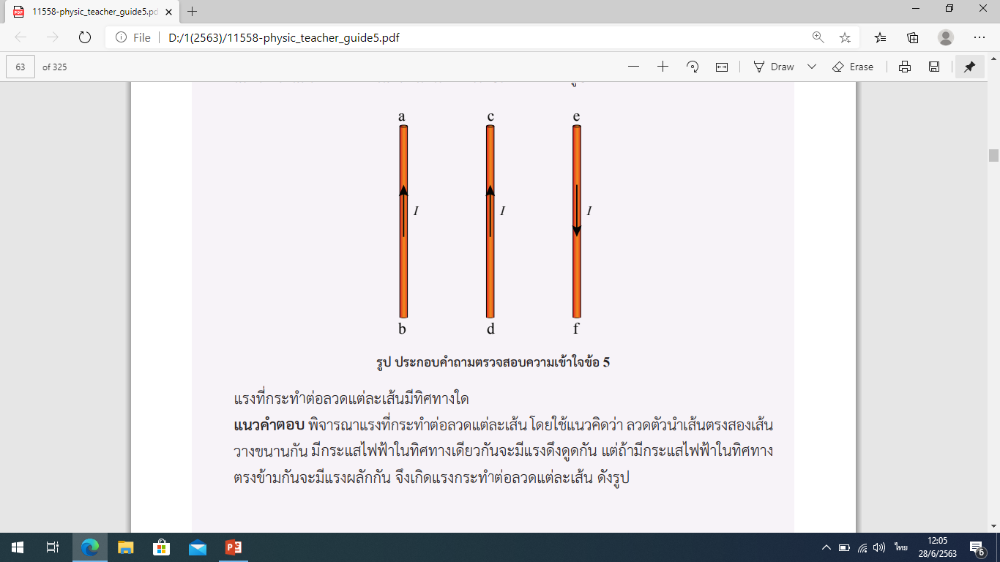 11558-physic_teacher_guide5.pd
File
D:/1(2563)/11558-physic_teacher_guide5.pdf
63 of 325
Draw
Erase
a c e
I I I
b d f
รูป ประกอบคำถามตรวจสอบความเข้าใจข้อ 5
แรงที่กระทำต่อลวดแต่ละเส้นมีทิศทางใด
แนวคำตอบ พิจารณาแรงที่กระทำต่อลวดแต่ละเส้น โดยใช้แนวคิดว่า ลวดตัวนำเส้นตรงสองเส้น
วางขนานกัน มีกระแสไฟฟ้าในทิศทางเดียวกันจะมีแรงดึงดูดกัน แต่ถ้ามีกระแสไฟฟ้าในทิศทาง
ตรงข้ามกันจะมีแรงผลักกัน จึงเกิดแรงกระทำต่อลวดแต่ละเส้น ดังรูป
ไทย
12:05
28/6/2563
6